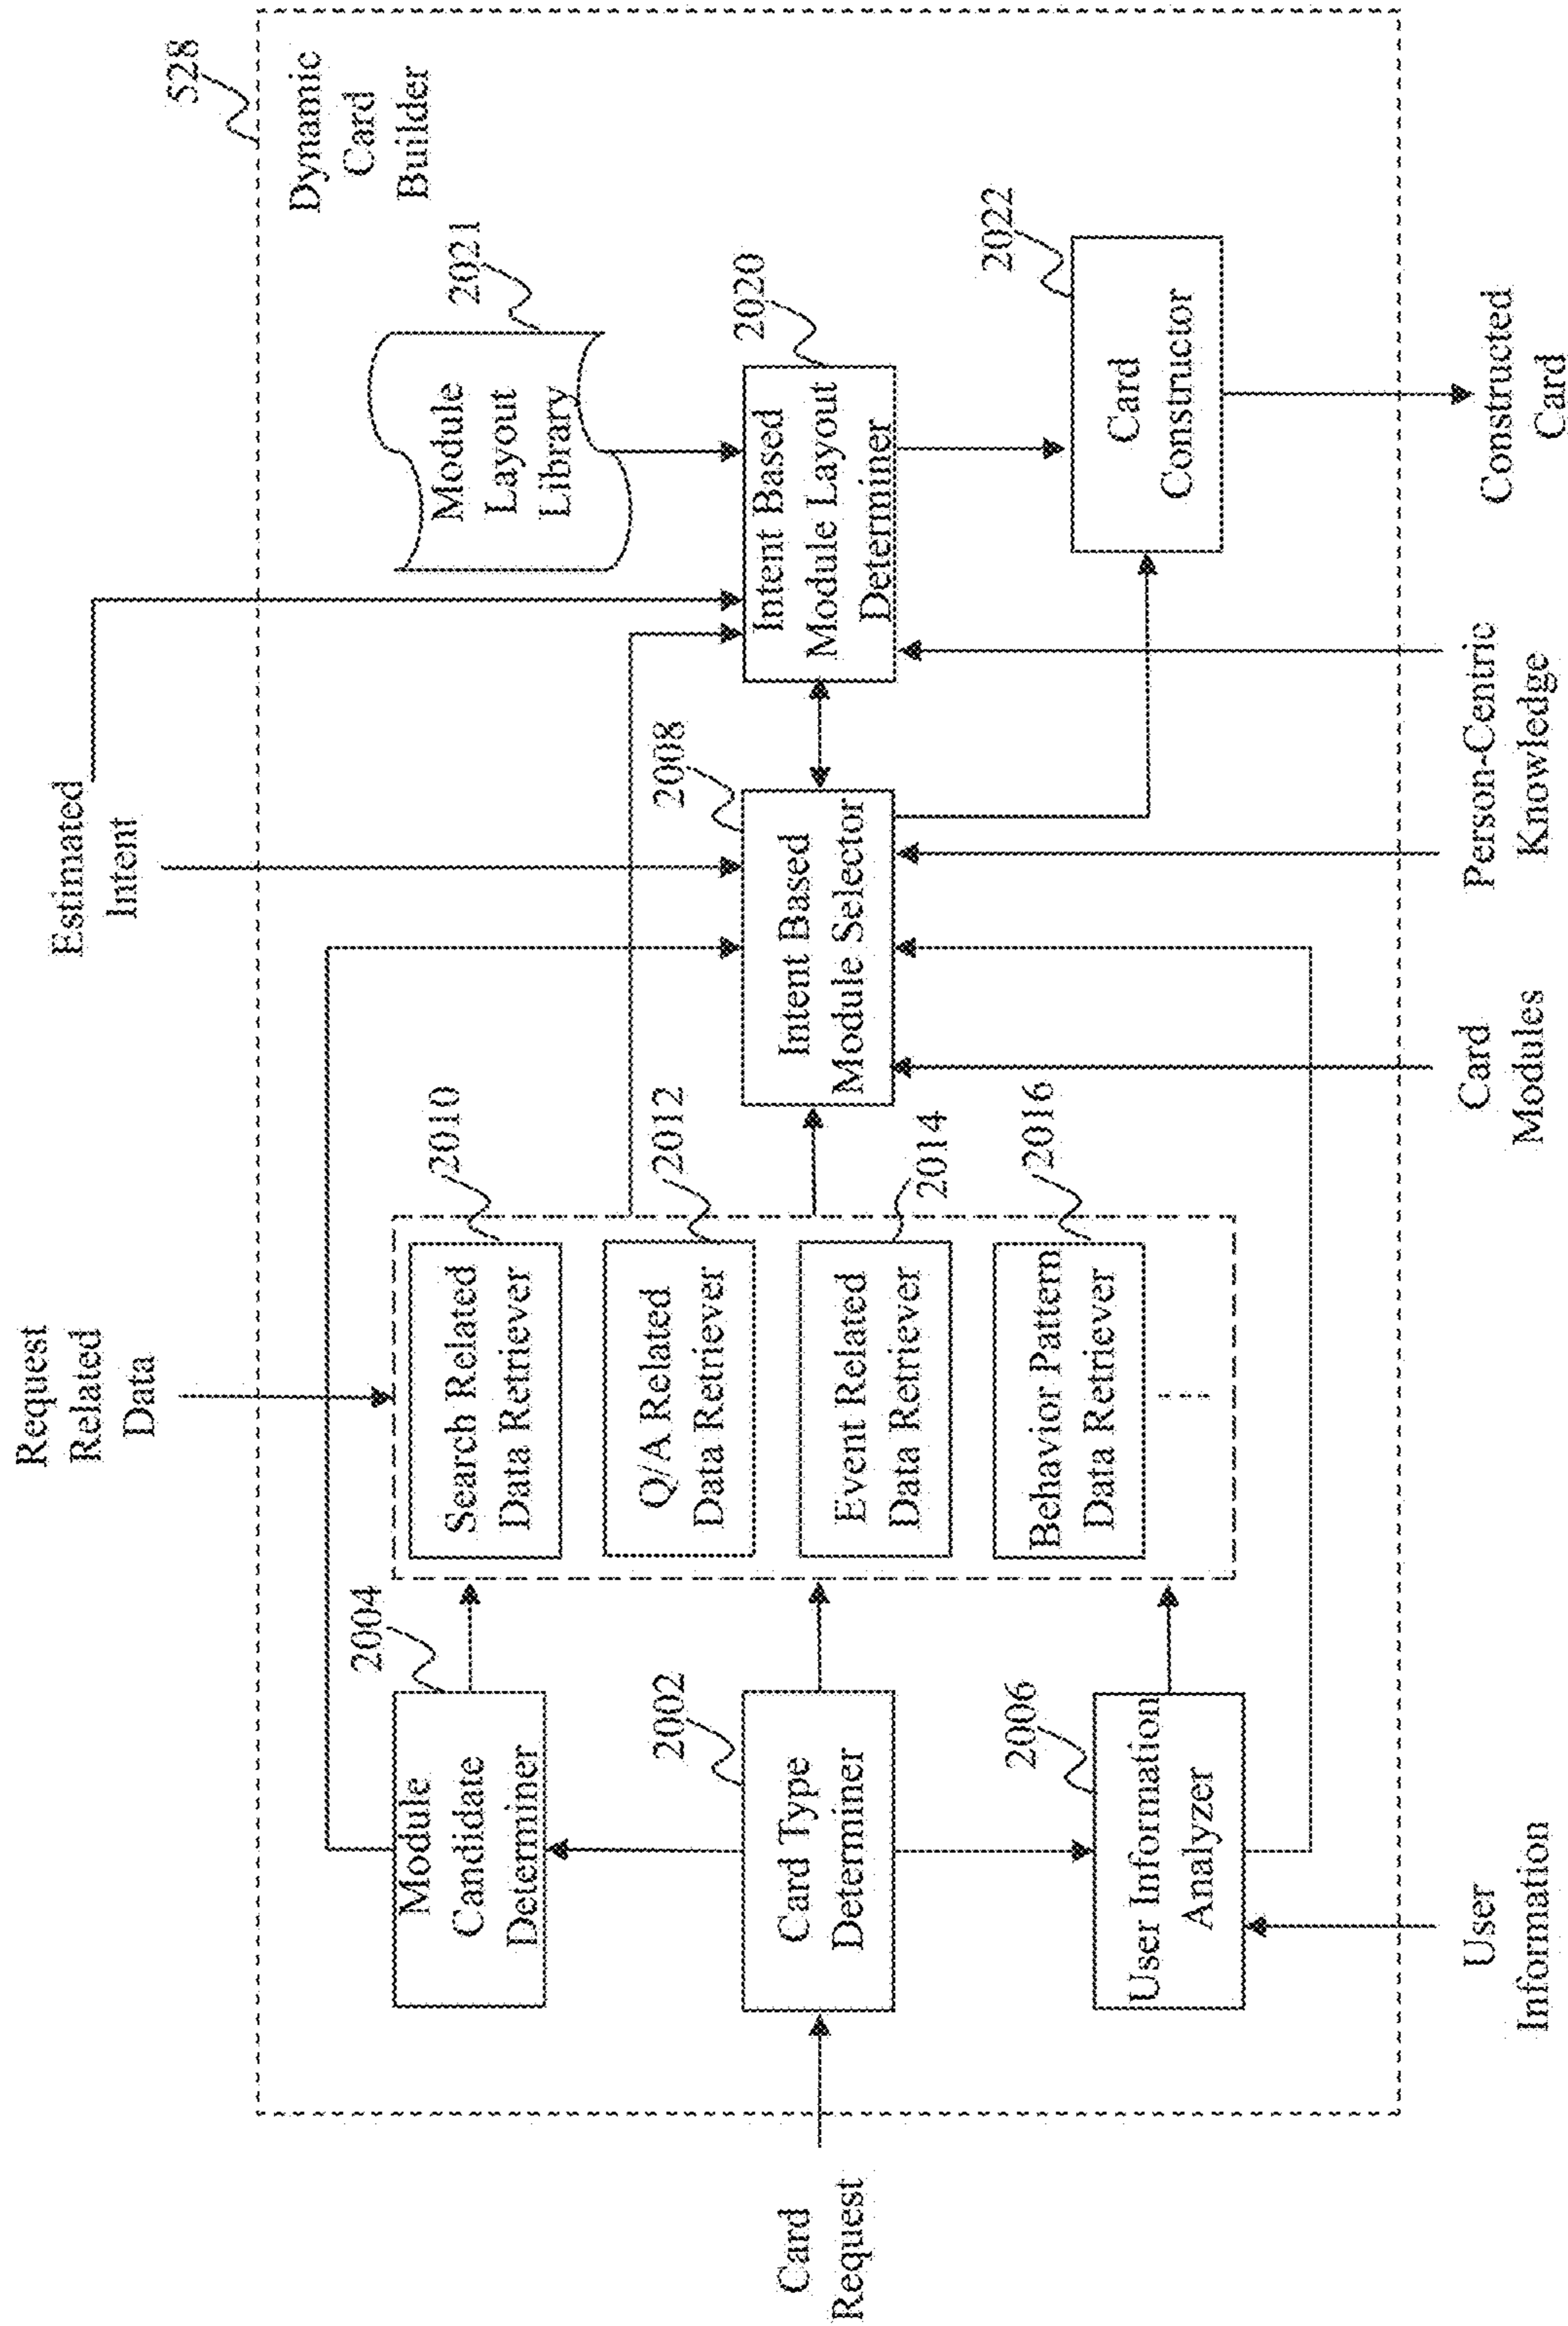 Request
Related
Data
Estimated
Intent
528
Dynamic
Card
Builder
2004
Module
Candidate
Determiner
2010
Search Related
Data Retriever
Module
Layout
Library
2021
Card
Request
2002
Card Type
Determiner
2012
Q/A Related
Data Retriever
2014
Event Related
Data Retriever
2008
Intent Based
Module Selector
2020
Intent Based
Module Layout
Determiner
2006
User Information
Analyzer
2016
Behavior Pattern
Data Retriever
...
2022
Card
Constructor
User
Information
Card
Modules
Person-Centric
Knowledge
Constructed
Card